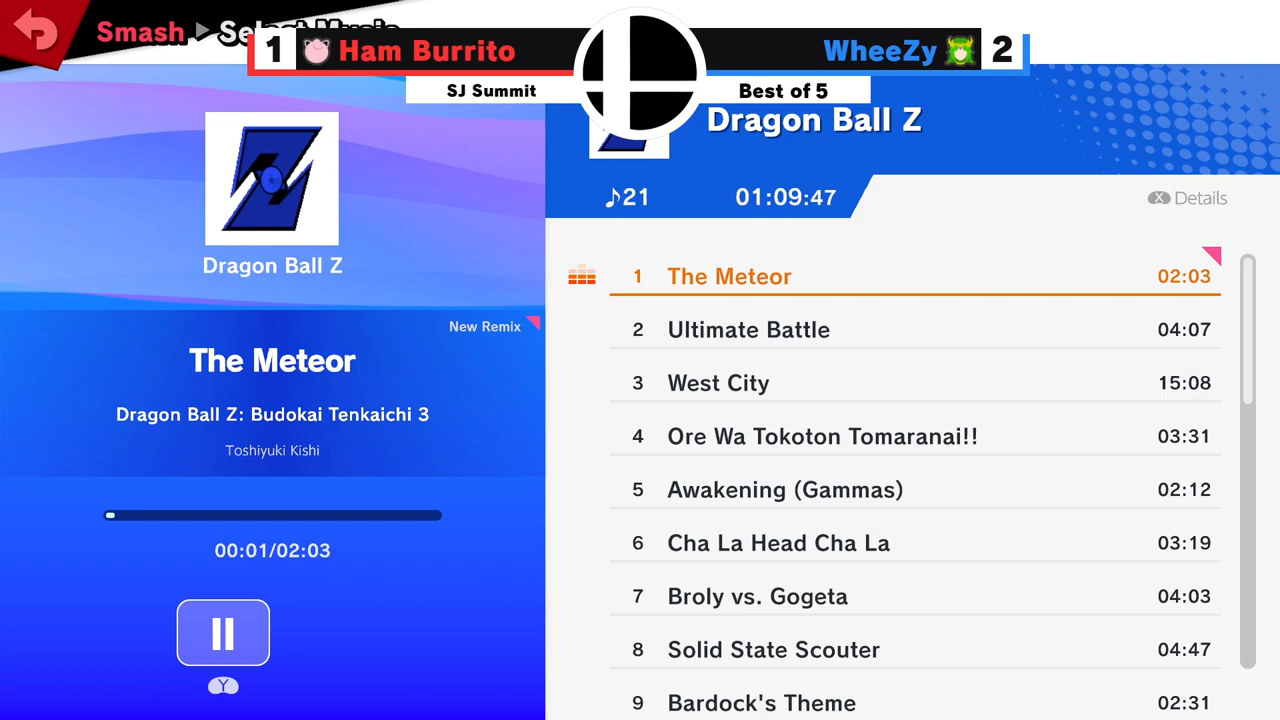 Smash
Select Music
1 Ham Burrito
WheeZy 2
SJ Summit
Best of 5
Dragon Ball Z
♪21
01:09:47
X Details
Dragon Ball Z
New Remix
The Meteor
Dragon Ball Z: Budokai Tenkaichi 3
Toshiyuki Kishi
00:01/02:03
Y
1 The Meteor 02:03
2 Ultimate Battle 04:07
3 West City 15:08
4 Ore Wa Tokoton Tomaranai!! 03:31
5 Awakening (Gammas) 02:12
6 Cha La Head Cha La 03:19
7 Broly vs. Gogeta 04:03
8 Solid State Scouter 04:47
9 Bardock's Theme 02:31